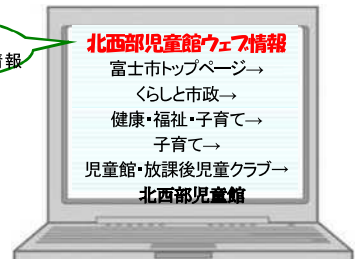 北西部児童館ウェブ情報
富士市トップページ→
くらしと市政→
健康・福祉・子育て→
子育て→
児童館・放課後児童クラブ→
北西部児童館
情報